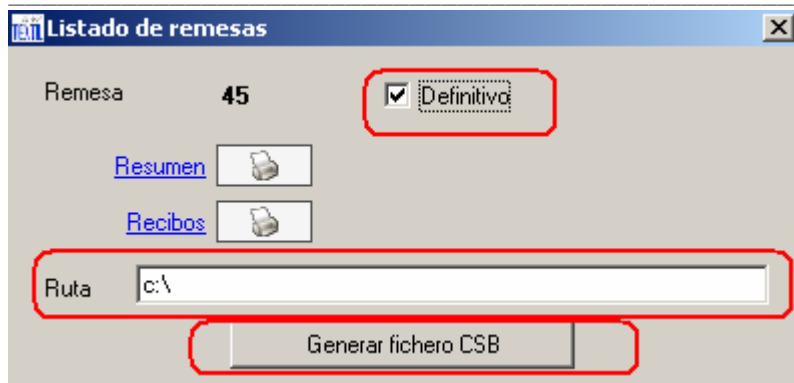 Listado de remesas
Remesa 45 Definitivo
Resumen
Recibos
Ruta c:\
Generar fichero CSB